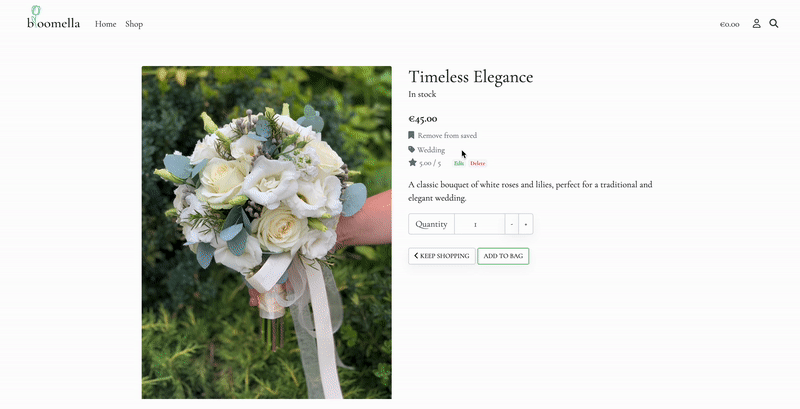 bloomella
Home Shop €0.00
Timeless Elegance
In stock
€45.00
Remove from saved
Wedding
5.00 / 5 Edit Delete
A classic bouquet of white roses and lilies, perfect for a traditional and
elegant wedding.
Quantity 1 - +
KEEP SHOPPING ADD TO BAG